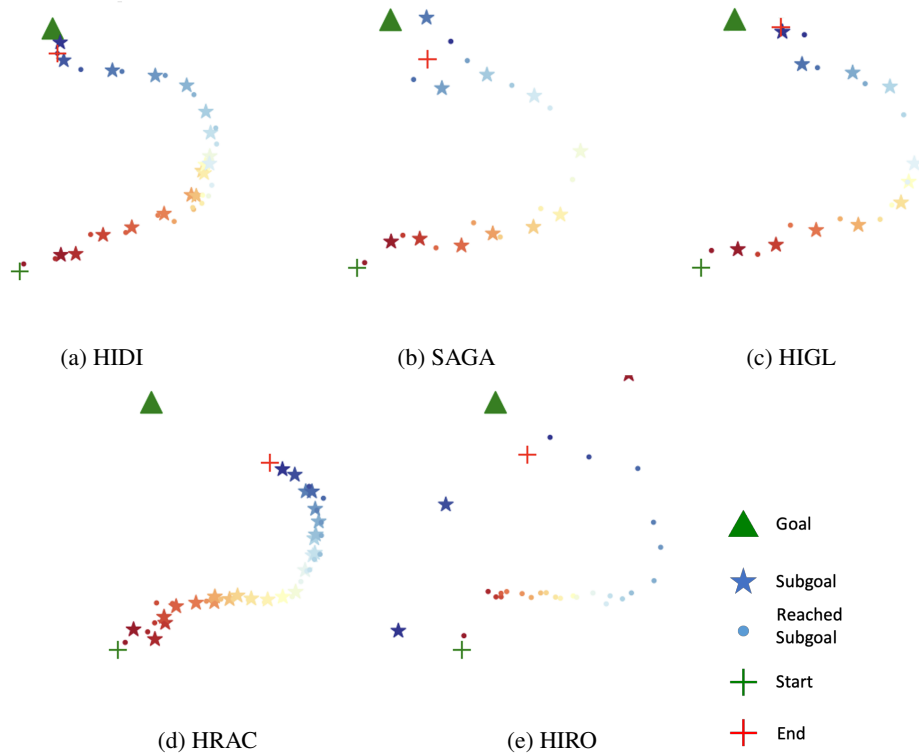 (a) HIDI
(b) SAGA
(c) HIGL
Goal
Subgoal
Reached
Subgoal
Start
End
(d) HRAC
(e) HIRO